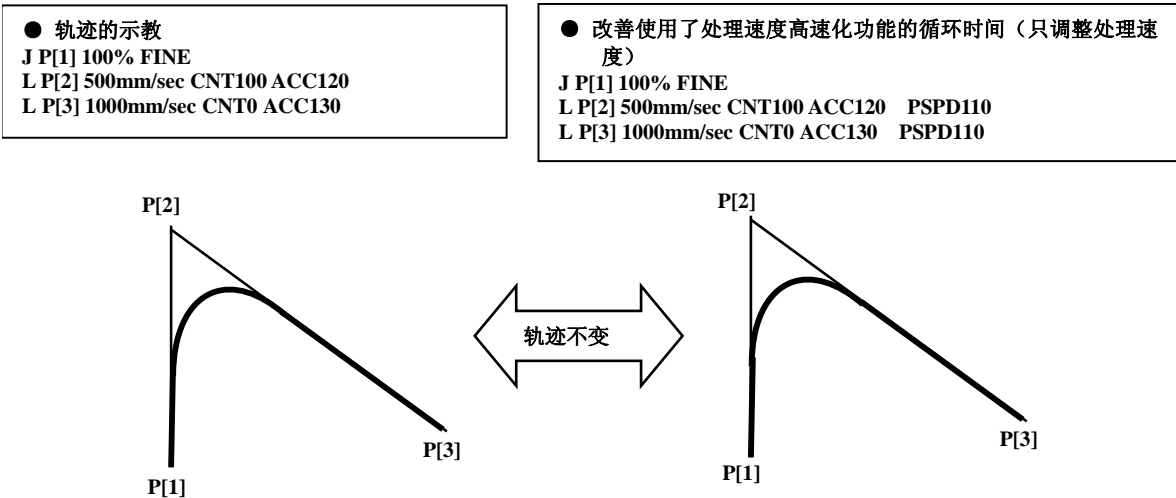 ● 轨迹的示教
J P[1] 100% FINE
L P[2] 500mm/sec CNT100 ACC120
L P[3] 1000mm/sec CNT0 ACC130
● 改善使用了处理速度高速化功能的循环时间（只调整处理速
度）
J P[1] 100% FINE
L P[2] 500mm/sec CNT100 ACC120 PSPD110
L P[3] 1000mm/sec CNT0 ACC130 PSPD110
P[2]
P[3]
P[1]
轨迹不变
P[2]
P[3]
P[1]